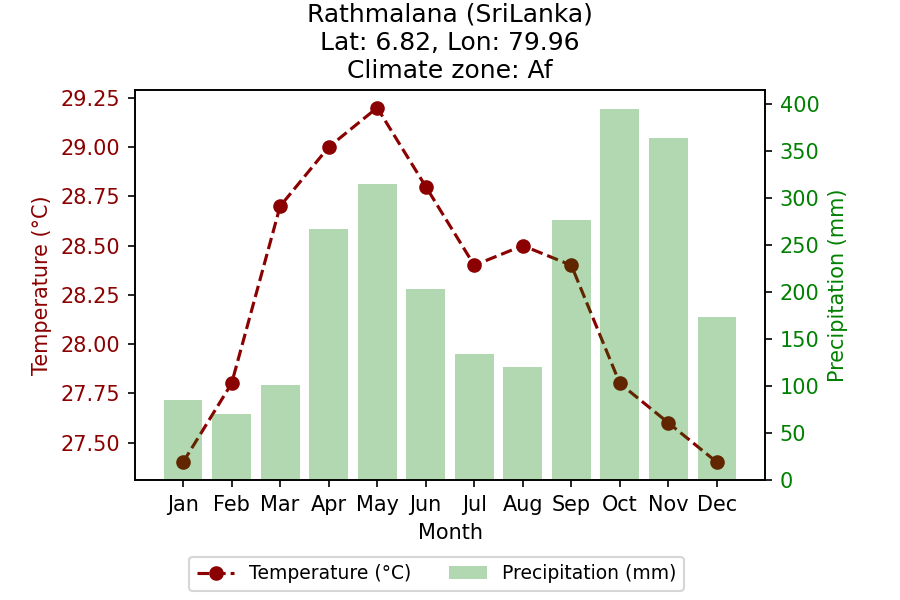 Rathmalana (SriLanka)
Lat: 6.82, Lon: 79.96
Climate zone: Af
Temperature (°C)
29.25
29.00
28.75
28.50
28.25
28.00
27.75
27.50
400
350
300
250
200
150
100
50
0
Precipitation (mm)
Jan Feb Mar Apr May Jun Jul Aug Sep Oct Nov Dec
Month
Temperature (°C) Precipitation (mm)